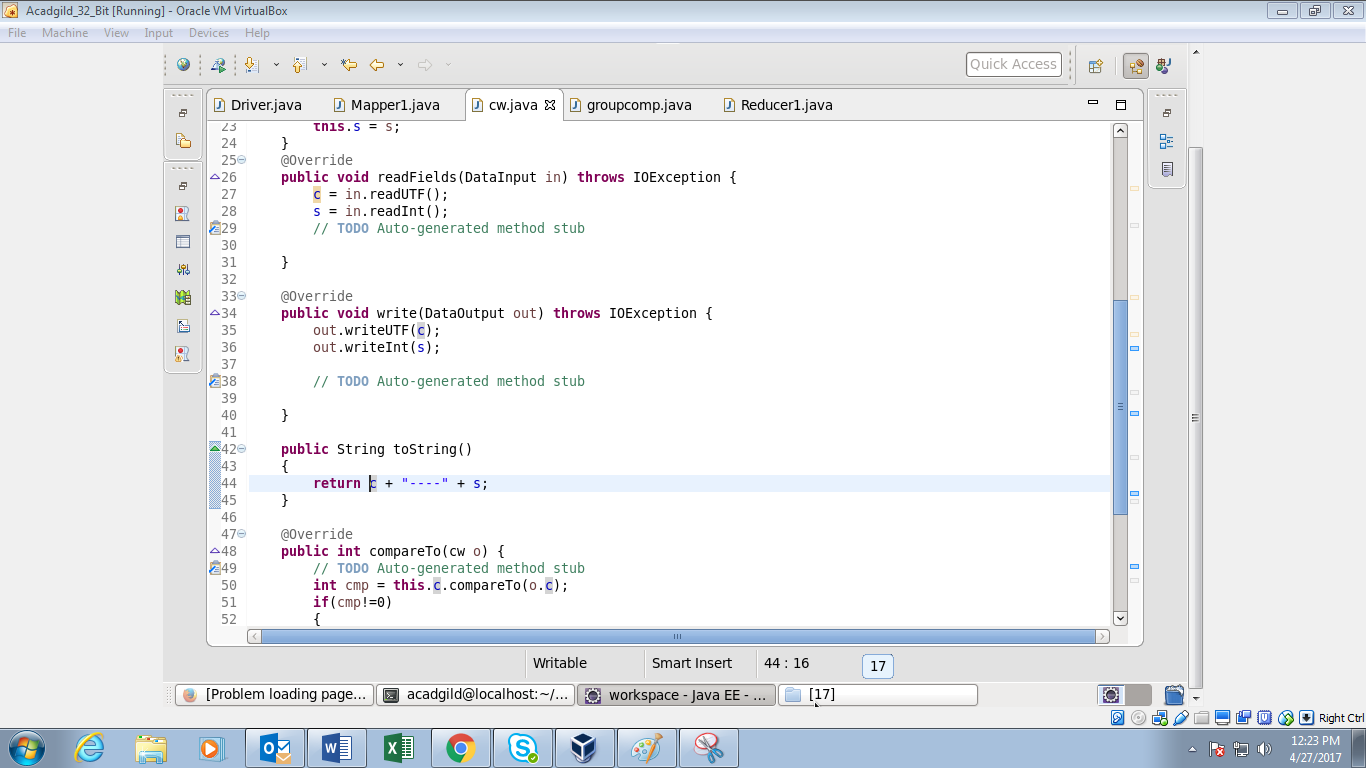 Acadgild_32_Bit [Running] - Oracle VM VirtualBox
File Machine View Input Devices Help
Quick Access
Driver.java Mapper1.java cw.java groupcomp.java Reducer1.java
23 this.s = s;
24 }
25 @Override
26 public void readFields(DataInput in) throws IOException {
27 c = in.readUTF();
28 s = in.readInt();
29 // TODO Auto-generated method stub
30
31 }
32
33 @Override
34 public void write(DataOutput out) throws IOException {
35 out.writeUTF(c);
36 out.writeInt(s);
37
38 // TODO Auto-generated method stub
39
40 }
41
42 public String toString()
43 {
44 return c + "----" + s;
45 }
46
47 @Override
48 public int compareTo(cw o) {
49 // TODO Auto-generated method stub
50 int cmp = this.c.compareTo(o.c);
51 if(cmp!=0)
52 {
Writable Smart Insert 44 : 16 17
[Problem loading page... acadgild@localhost:~/... workspace - Java EE - ... [17]
Right Ctrl
12:23 PM
4/27/2017